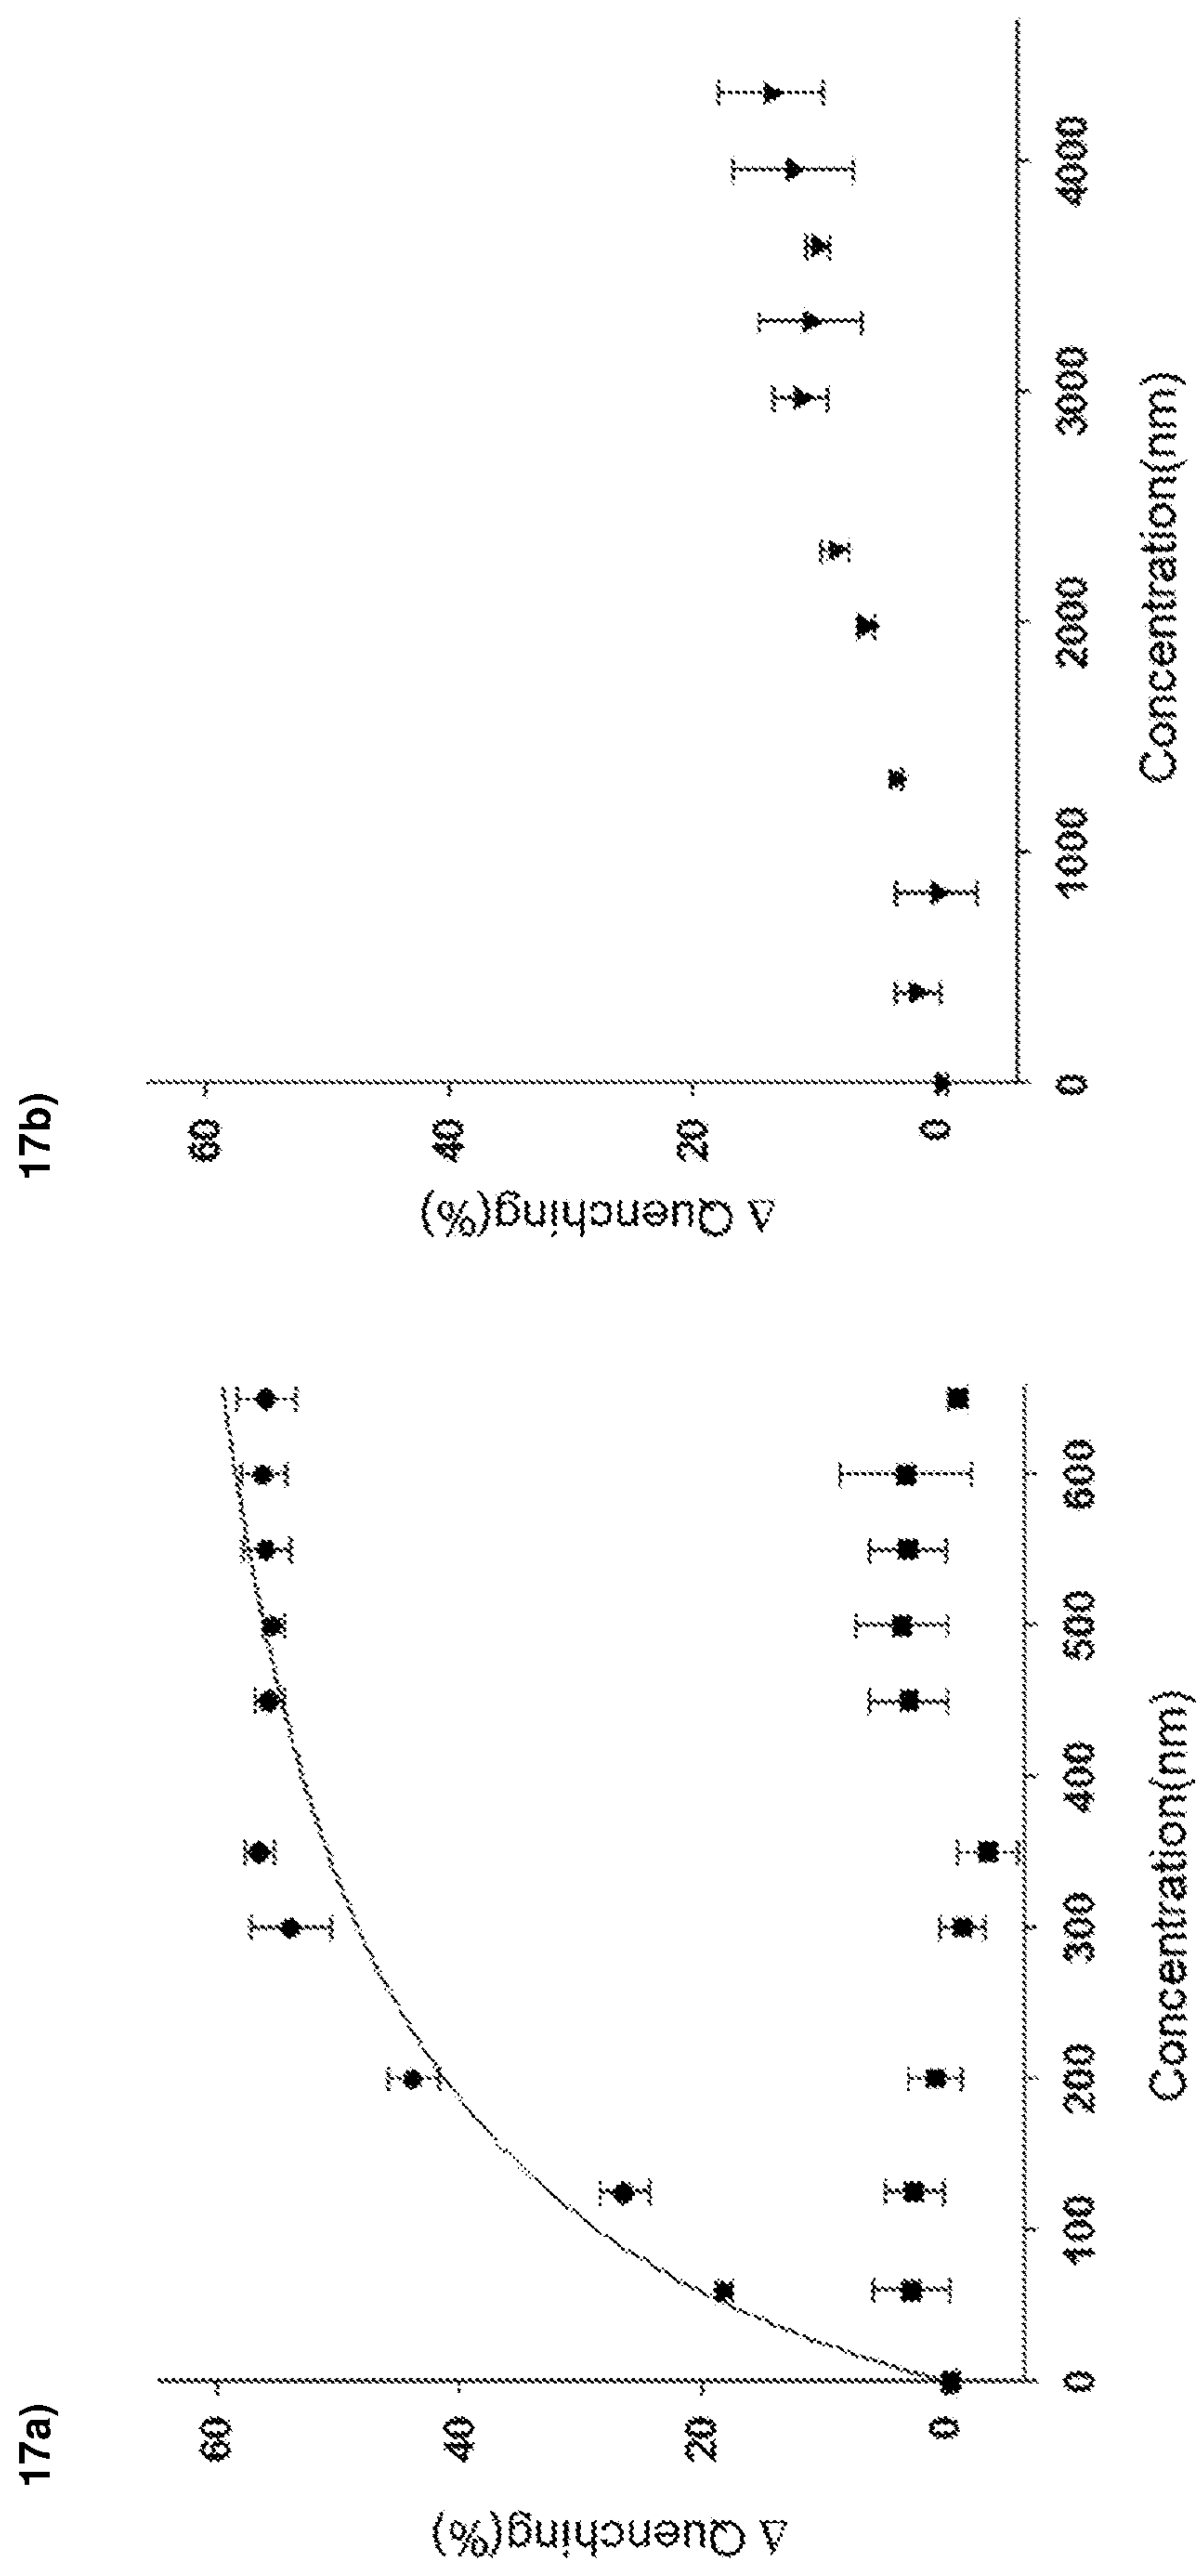 17a)
Δ Quenching(%)
60
40
20
0
0 100 200 300 400 500 600
Concentration(nm)
17b)
Δ Quenching(%)
60
40
20
0
0 1000 2000 3000 4000
Concentration(nm)